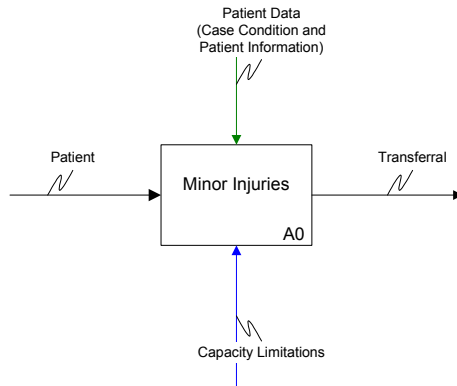 Patient Data
(Case Condition and
Patient Information)
Patient
Transferral
Minor Injuries
A0
Capacity Limitations